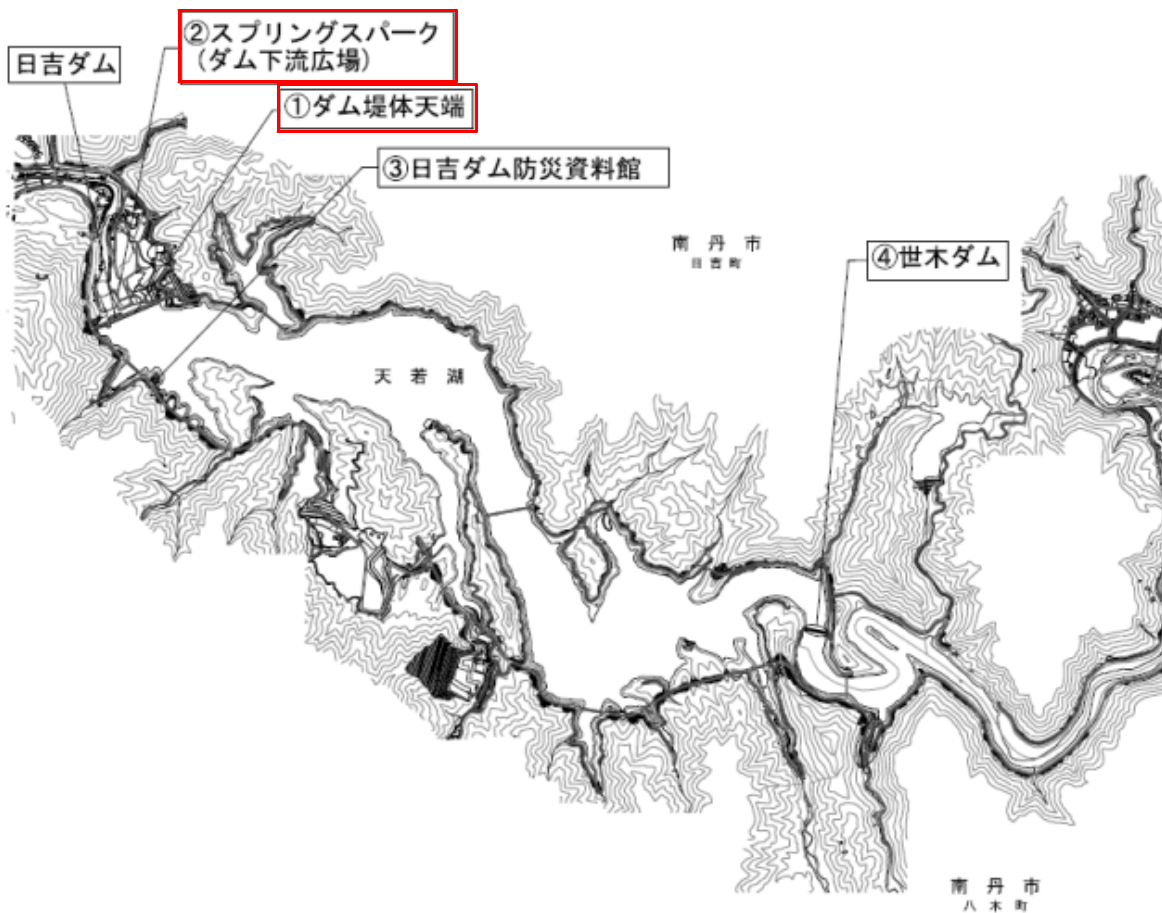 ②スプリングスパーク
（ダム下流広場）
日吉ダム
①ダム堤体天端
③日吉ダム防災資料館
南丹市
日吉町
④世木ダム
天若湖
南丹市
八木町